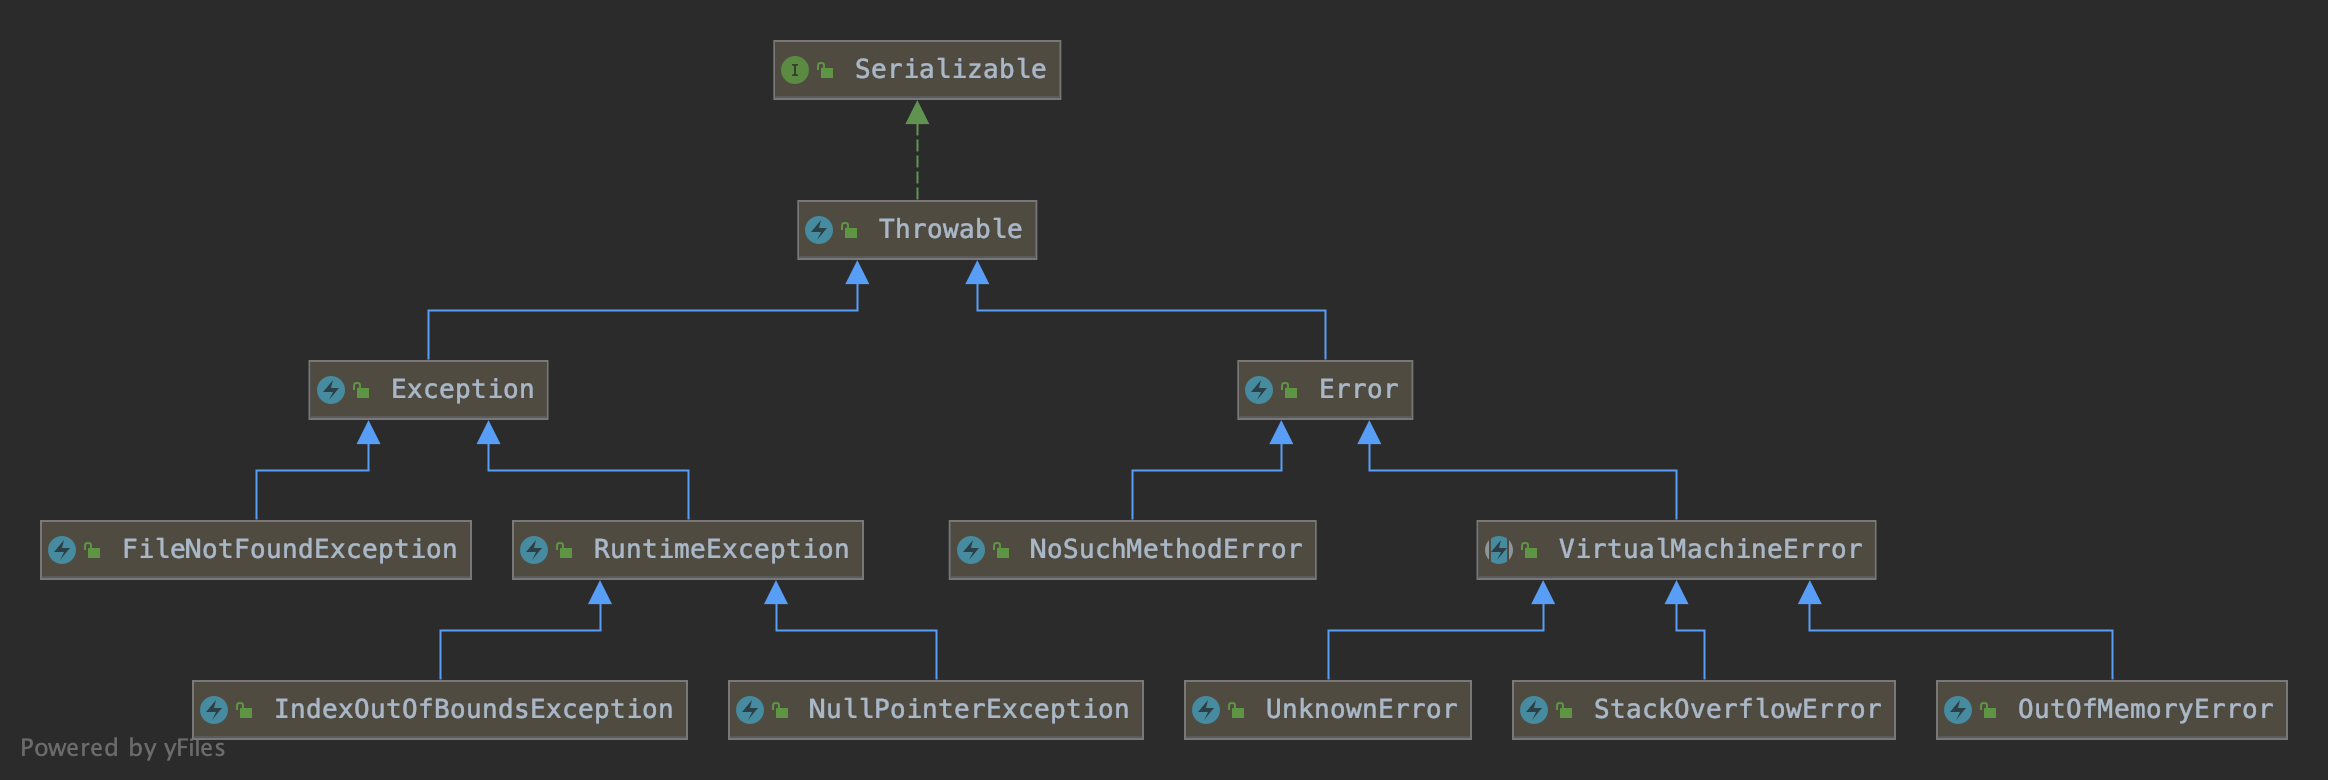 Serializable
Throwable
Exception
Error
FileNotFoundException
RuntimeException
NoSuchMethodError
VirtualMachineError
IndexOutOfBoundsException
NullPointerException
UnknownError
StackOverflowError
OutOfMemoryError
Powered by yFiles